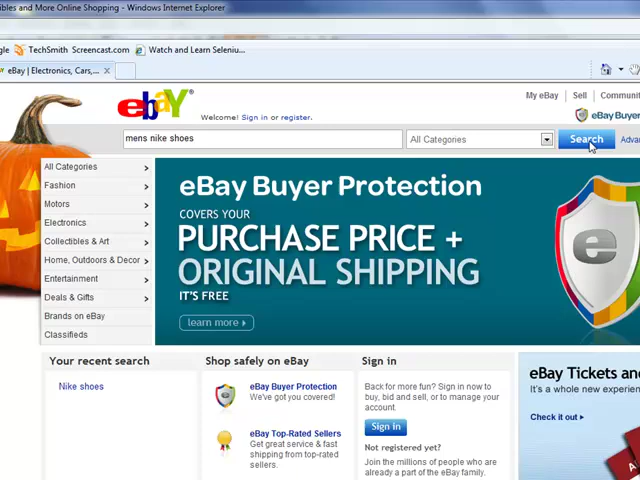 ibles and More Online Shopping - Windows Internet Explorer
gle TechSmith Screencast.com Watch and Learn Seleniu...
eBay | Electronics, Cars,... X
My eBay | Sell | Communit
ebay
Welcome! Sign in or register.
eBay Buyer
mens nike shoes All Categories Search Advan
All Categories
Fashion
Motors
Electronics
Collectibles & Art
Home, Outdoors & Decor
Entertainment
Deals & Gifts
Brands on eBay
Classifieds
eBay Buyer Protection
COVERS YOUR
PURCHASE PRICE +
ORIGINAL SHIPPING
IT'S FREE
learn more
e
Your recent search
Nike shoes
Shop safely on eBay
eBay Buyer Protection
We've got you covered!
eBay Top-Rated Sellers
Get great service & fast
shipping from top-rated
sellers.
Sign in
Back for more fun? Sign in now to
buy, bid and sell, or to manage your
account.
Sign in
Not registered yet?
Join the millions of people who are
already a part of the eBay family.
eBay Tickets and
It's a whole new experien
Check it out
A